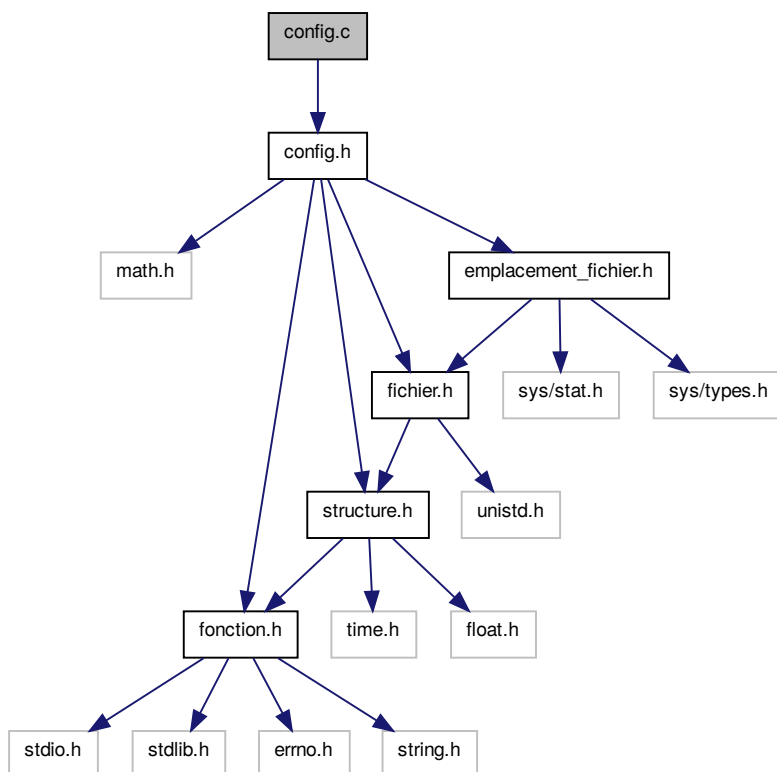 config.c
config.h
math.h
emplacement_fichier.h
fichier.h
sys/stat.h
sys/types.h
structure.h
unistd.h
fonction.h
time.h
float.h
stdio.h
stdlib.h
errno.h
string.h